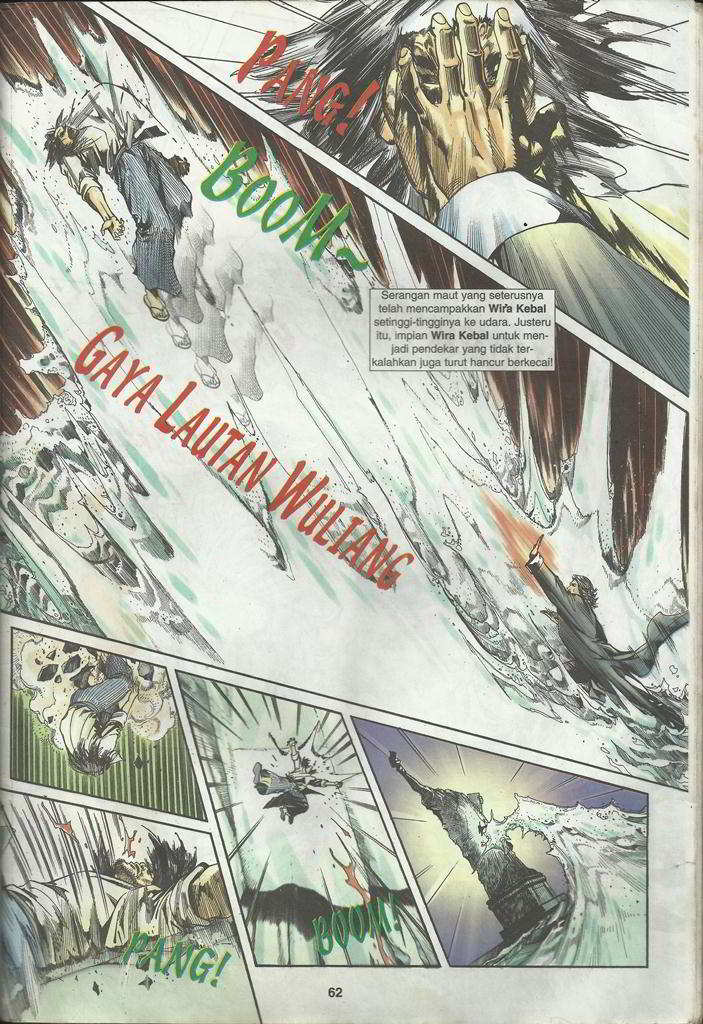 PANG!
BOOM~
Serangan maut yang seterusnya
telah mencampakkan Wira Kebal
setinggi-tingginya ke udara. Justeru
itu, impian Wira Kebal untuk men-
jadi pendekar yang tidak ter-
kalahkan juga turut hancur berkecai!
GAYA LAUTAN WULIANG
BOOM!
PANG!
62